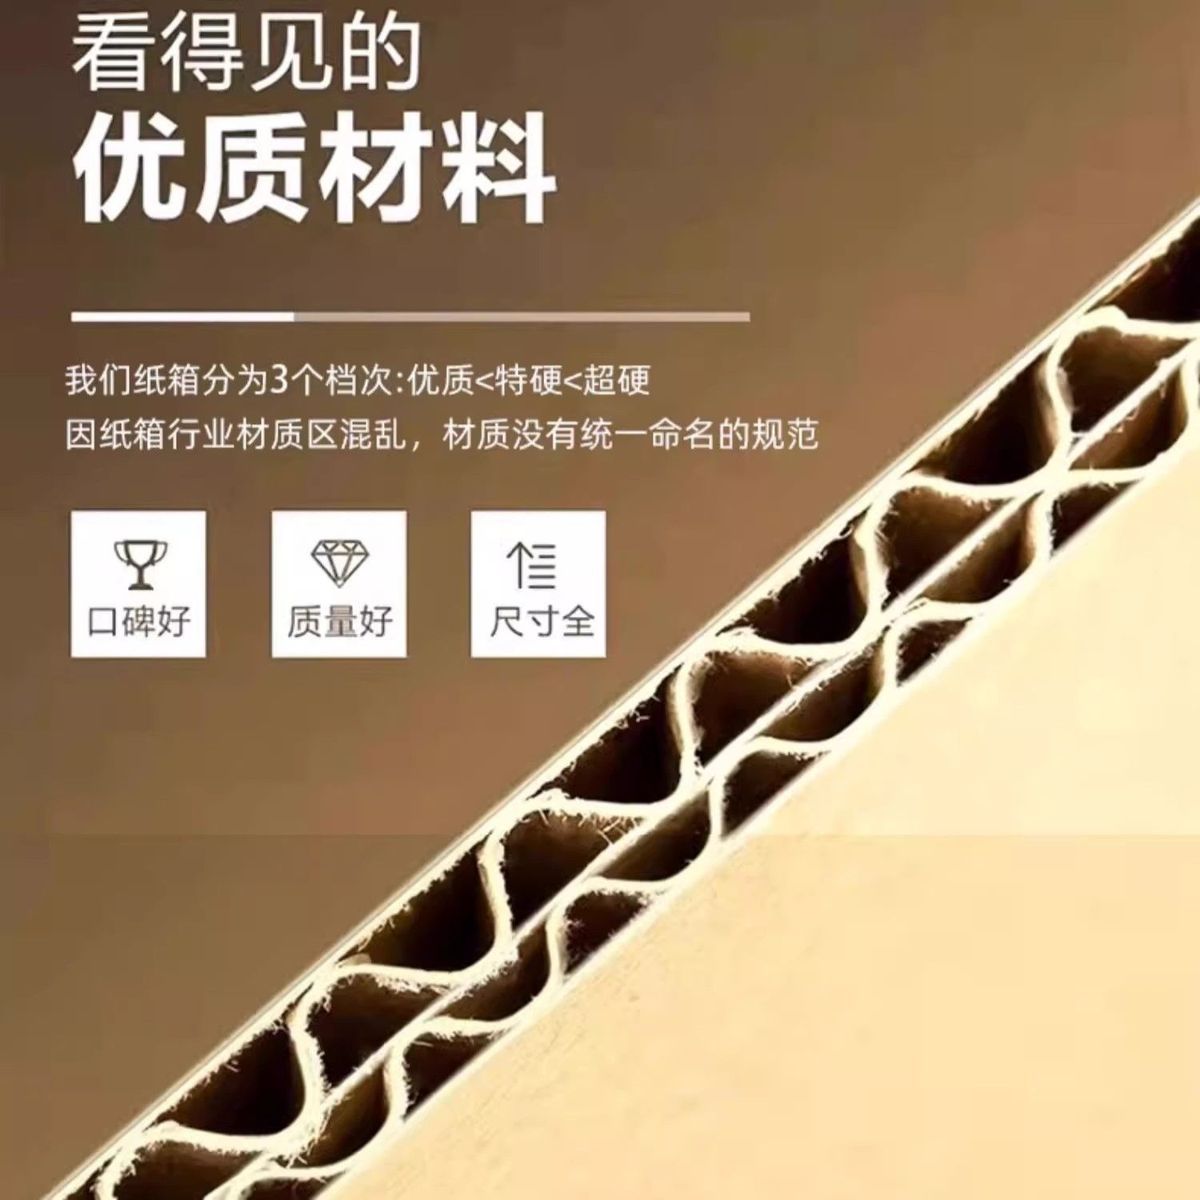 看得见的
优质材料
我们纸箱分为3个档次:优质<特硬<超硬
因纸箱行业材质区混乱，材质没有统一命名的规范
口碑好
质量好
尺寸全